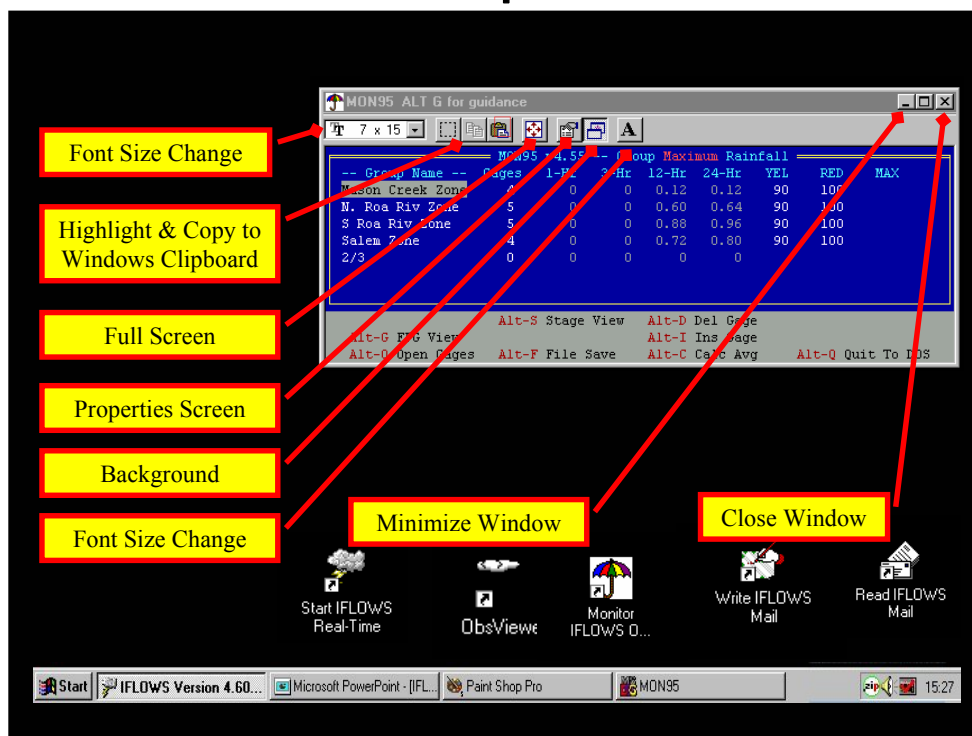 MON95 ALT G for guidance
7 x 15
A
MON95 v4.55 -- Group Maximum Rainfall
-- Group Name -- Gages 1-Hr 3-Hr 12-Hr 24-Hr YEL RED MAX
Mason Creek Zone 4 0 0 0.12 0.12 90 100
N. Roa Riv Zone 5 0 0 0.60 0.64 90 100
S Roa Riv Zone 5 0 0 0.88 0.96 90 100
Salem Zone 4 0 0 0.72 0.80 90 100
2/3 0 0 0 0 0
Alt-S Stage View Alt-D Del Gage
Alt-G FFG View Alt-I Ins Gage
Alt-O Open Gages Alt-F File Save Alt-C Calc Avg Alt-Q Quit To DOS
Font Size Change
Highlight & Copy to
Windows Clipboard
Full Screen
Properties Screen
Background
Font Size Change
Minimize Window
Close Window
Start IFLOWS
Real-Time
ObsViewe
Monitor
IFLOWS O...
Write IFLOWS
Mail
Read IFLOWS
Mail
Start
IFLOWS Version 4.60...
Microsoft PowerPoint - [IFL...
Paint Shop Pro
MON95
zip
15:27